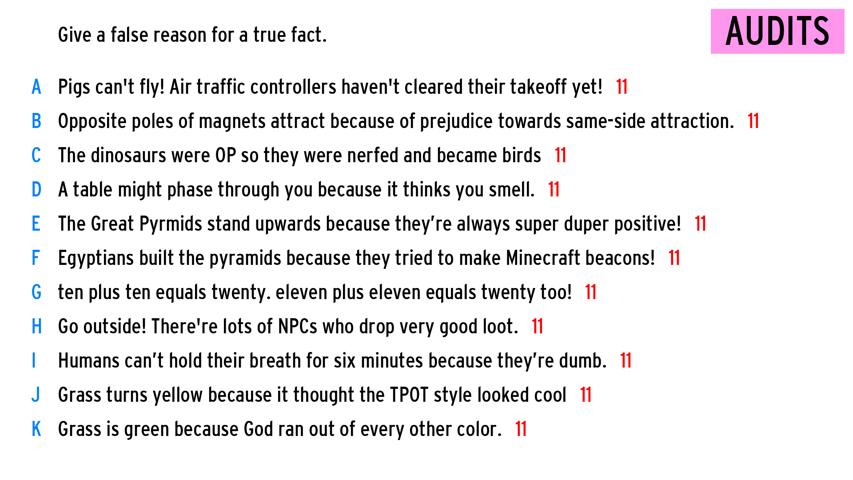 Give a false reason for a true fact.
AUDITS
A Pigs can't fly! Air traffic controllers haven't cleared their takeoff yet! 11
B Opposite poles of magnets attract because of prejudice towards same-side attraction. 11
C The dinosaurs were OP so they were nerfed and became birds 11
D A table might phase through you because it thinks you smell. 11
E The Great Pyrmids stand upwards because they’re always super duper positive! 11
F Egyptians built the pyramids because they tried to make Minecraft beacons! 11
G ten plus ten equals twenty. eleven plus eleven equals twenty too! 11
H Go outside! There're lots of NPCs who drop very good loot. 11
I Humans can’t hold their breath for six minutes because they’re dumb. 11
J Grass turns yellow because it thought the TPOT style looked cool 11
K Grass is green because God ran out of every other color. 11